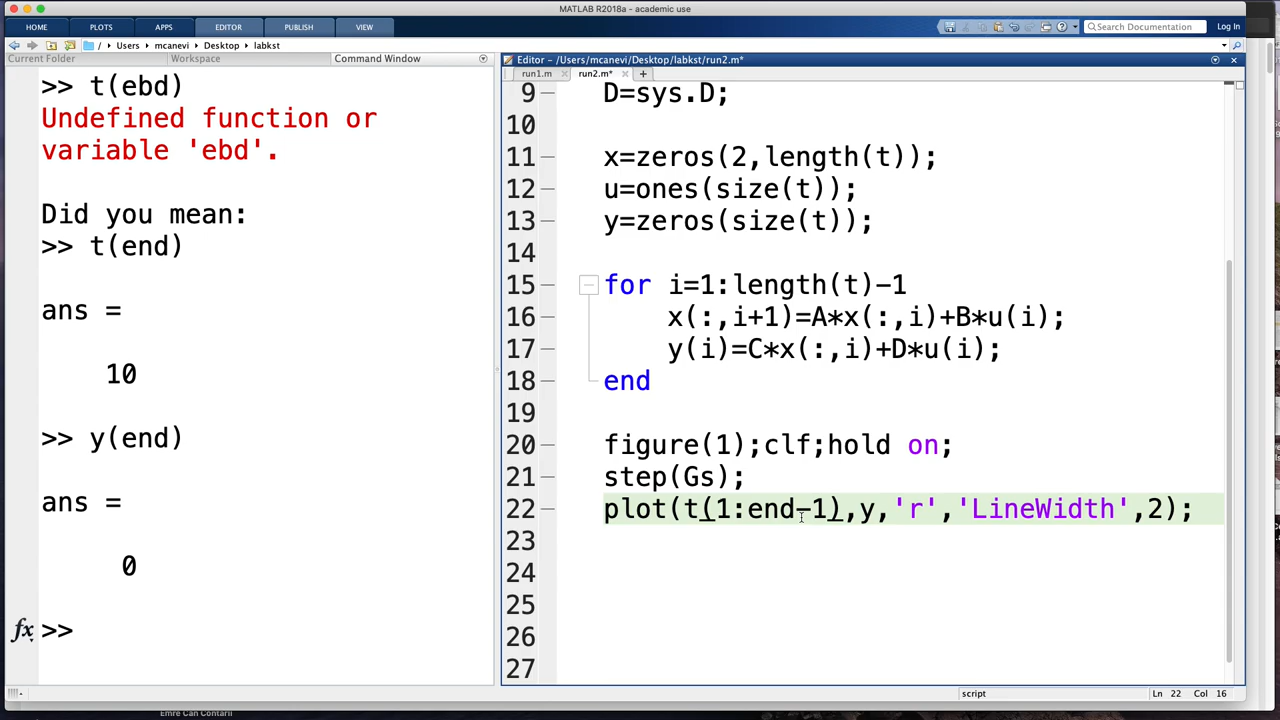 MATLAB R2018a - academic use
HOME PLOTS APPS EDITOR PUBLISH VIEW Search Documentation Log In
/ Users mcanevi Desktop labkst
Current Folder Workspace Command Window
>> t(ebd)
Undefined function or
variable 'ebd'.
Did you mean:
>> t(end)
ans =
10
>> y(end)
ans =
0
fx >>
Editor - /Users/mcanevi/Desktop/labkst/run2.m*
run1.m run2.m*
9 D=sys.D;
10
11 x=zeros(2,length(t));
12 u=ones(size(t));
13 y=zeros(size(t));
14
15 for i=1:length(t)-1
16 x(:,i+1)=A*x(:,i)+B*u(i);
17 y(i)=C*x(:,i)+D*u(i);
18 end
19
20 figure(1);clf;hold on;
21 step(Gs);
22 plot(t(1:end-1),y,'r','LineWidth',2);
23
24
25
26
27
script Ln 22 Col 16
Emre Can Contarli